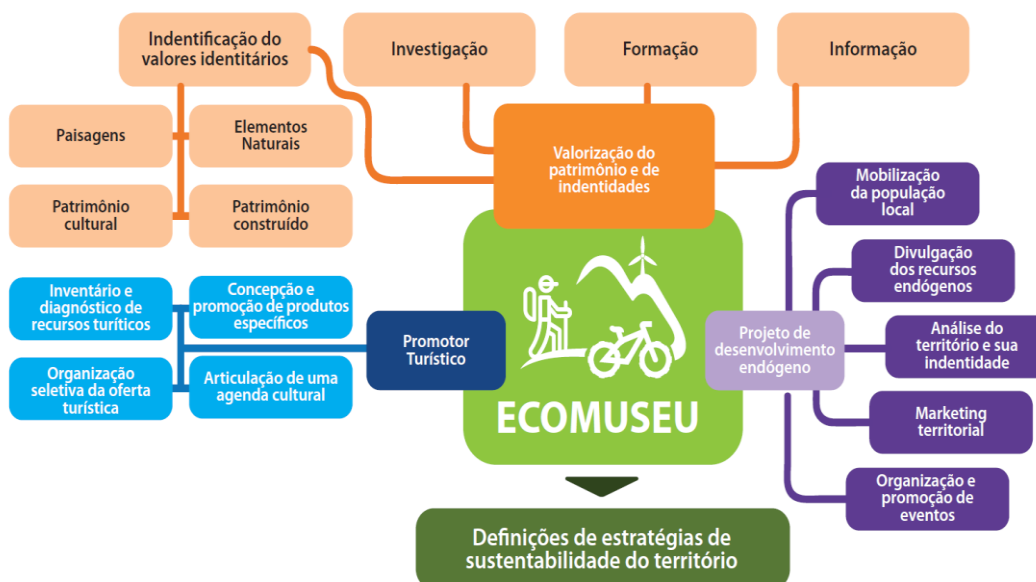 Indentificação do
valores identitários
Investigação
Formação
Informação
Paisagens
Elementos
Naturais
Patrimônio
cultural
Patrimônio
construído
Valorização do
patrimônio e de
indentidades
Mobilização
da população
local
Divulgação
dos recursos
endógenos
Análise do
território e sua
indentidade
Marketing
territorial
Organização e
promoção de
eventos
Projeto de
desenvolvimento
endógeno
Inventário e
diagnóstico de
recursos turíticos
Concepção e
promoção de produtos
específicos
Organização
seletiva da oferta
turística
Articulação de uma
agenda cultural
Promotor
Turístico
ECOMUSEU
Definições de estratégias de
sustentabilidade do território